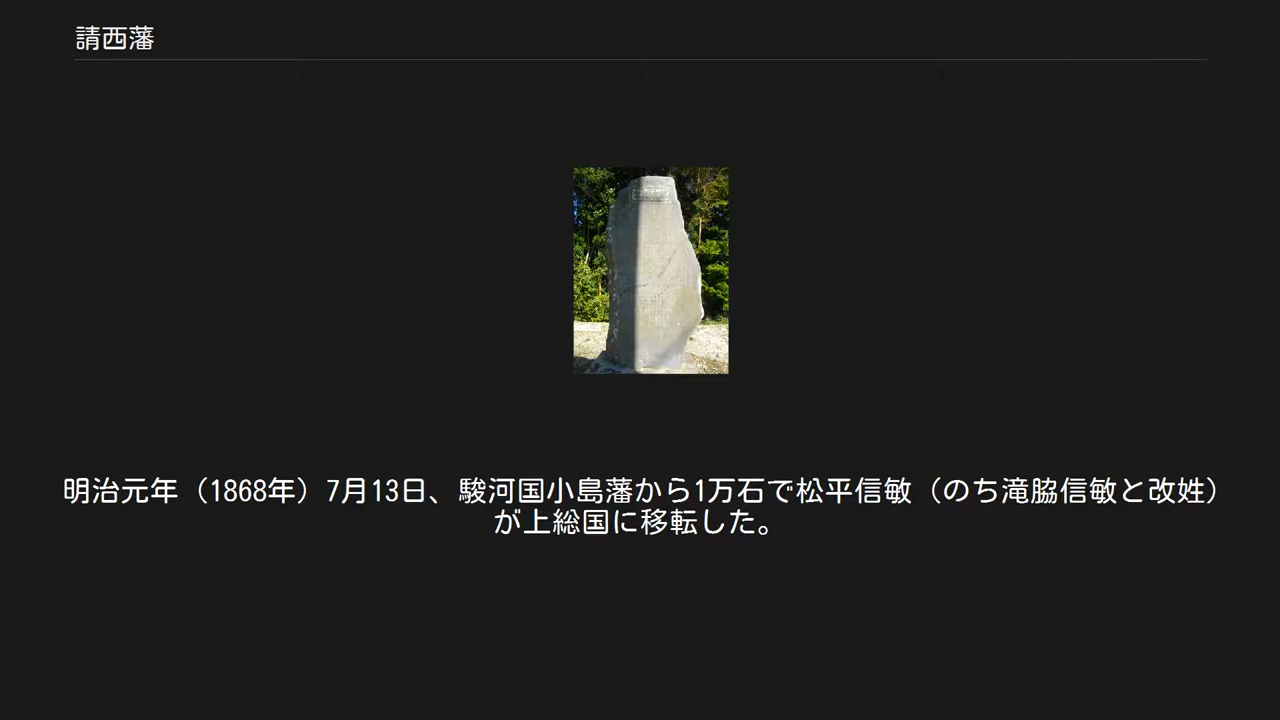 請西藩
明治元年（1868年）7月13日、駿河国小島藩から1万石で松平信敏（のち滝脇信敏と改姓）
が上総国に移転した。